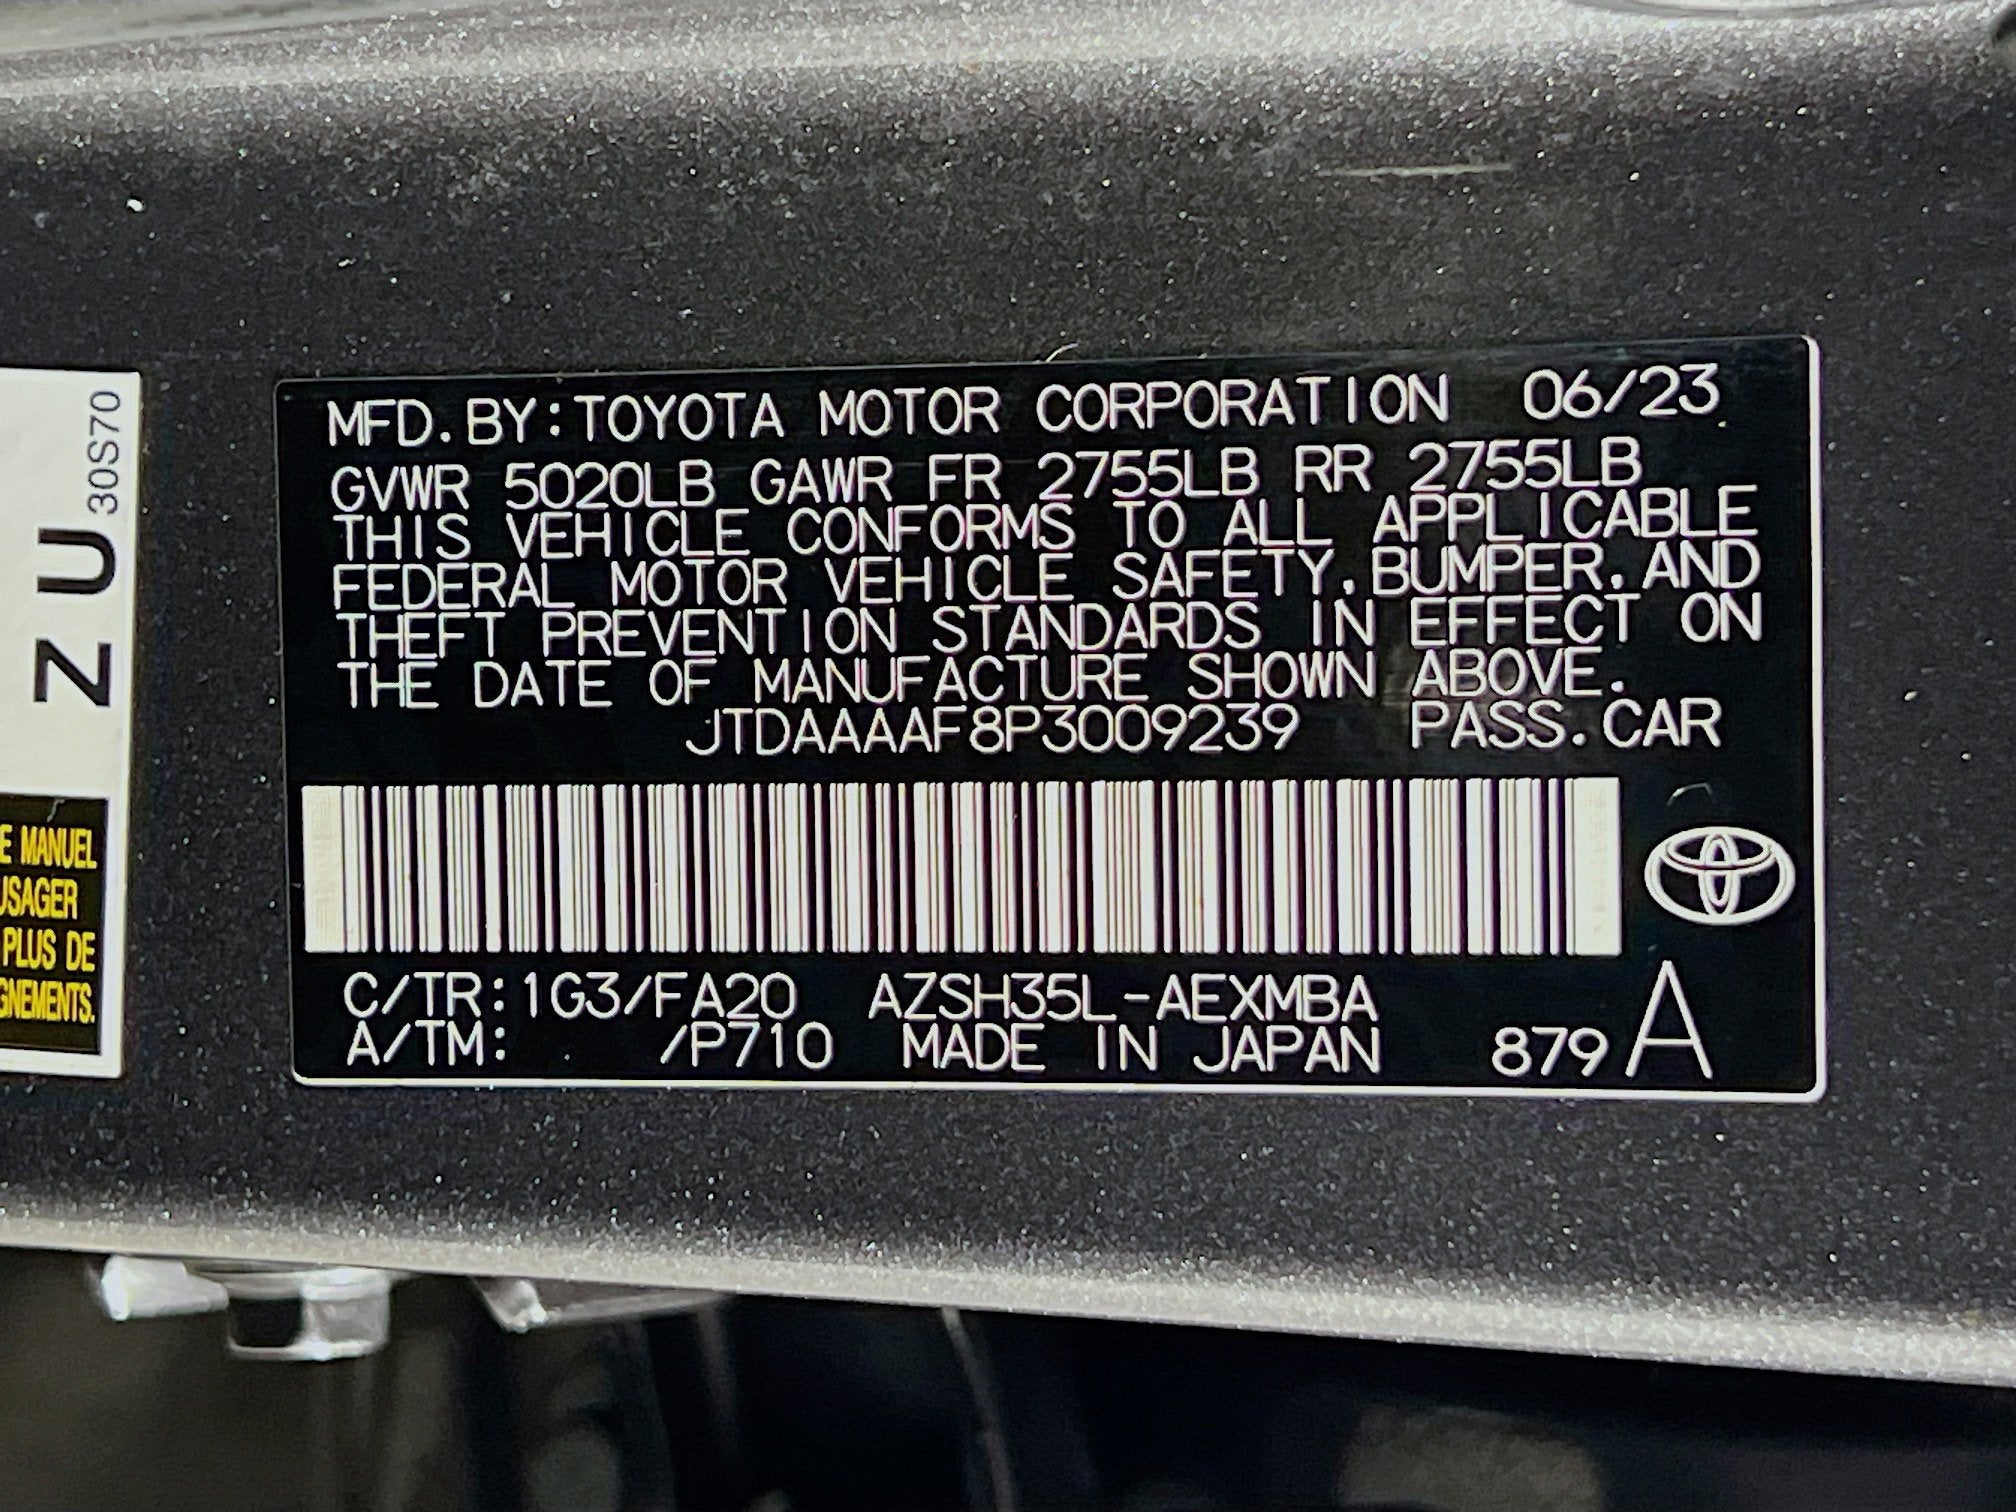 MFD.BY:TOYOTA MOTOR CORPORATION 06/23
GVWR 5020LB GAWR FR 2755LB RR 2755LB
THIS VEHICLE CONFORMS TO ALL APPLICABLE
FEDERAL MOTOR VEHICLE SAFETY,BUMPER,AND
THEFT PREVENTION STANDARDS IN EFFECT ON
THE DATE OF MANUFACTURE SHOWN ABOVE.
JTDAAAAF8P3009239 PASS.CAR
C/TR:1G3/FA20 AZSH35L-AEXMBA
A/TM: /P710 MADE IN JAPAN 879 A
ZU 30S70
E MANUEL
USAGER
PLUS DE
GNEMENTS.